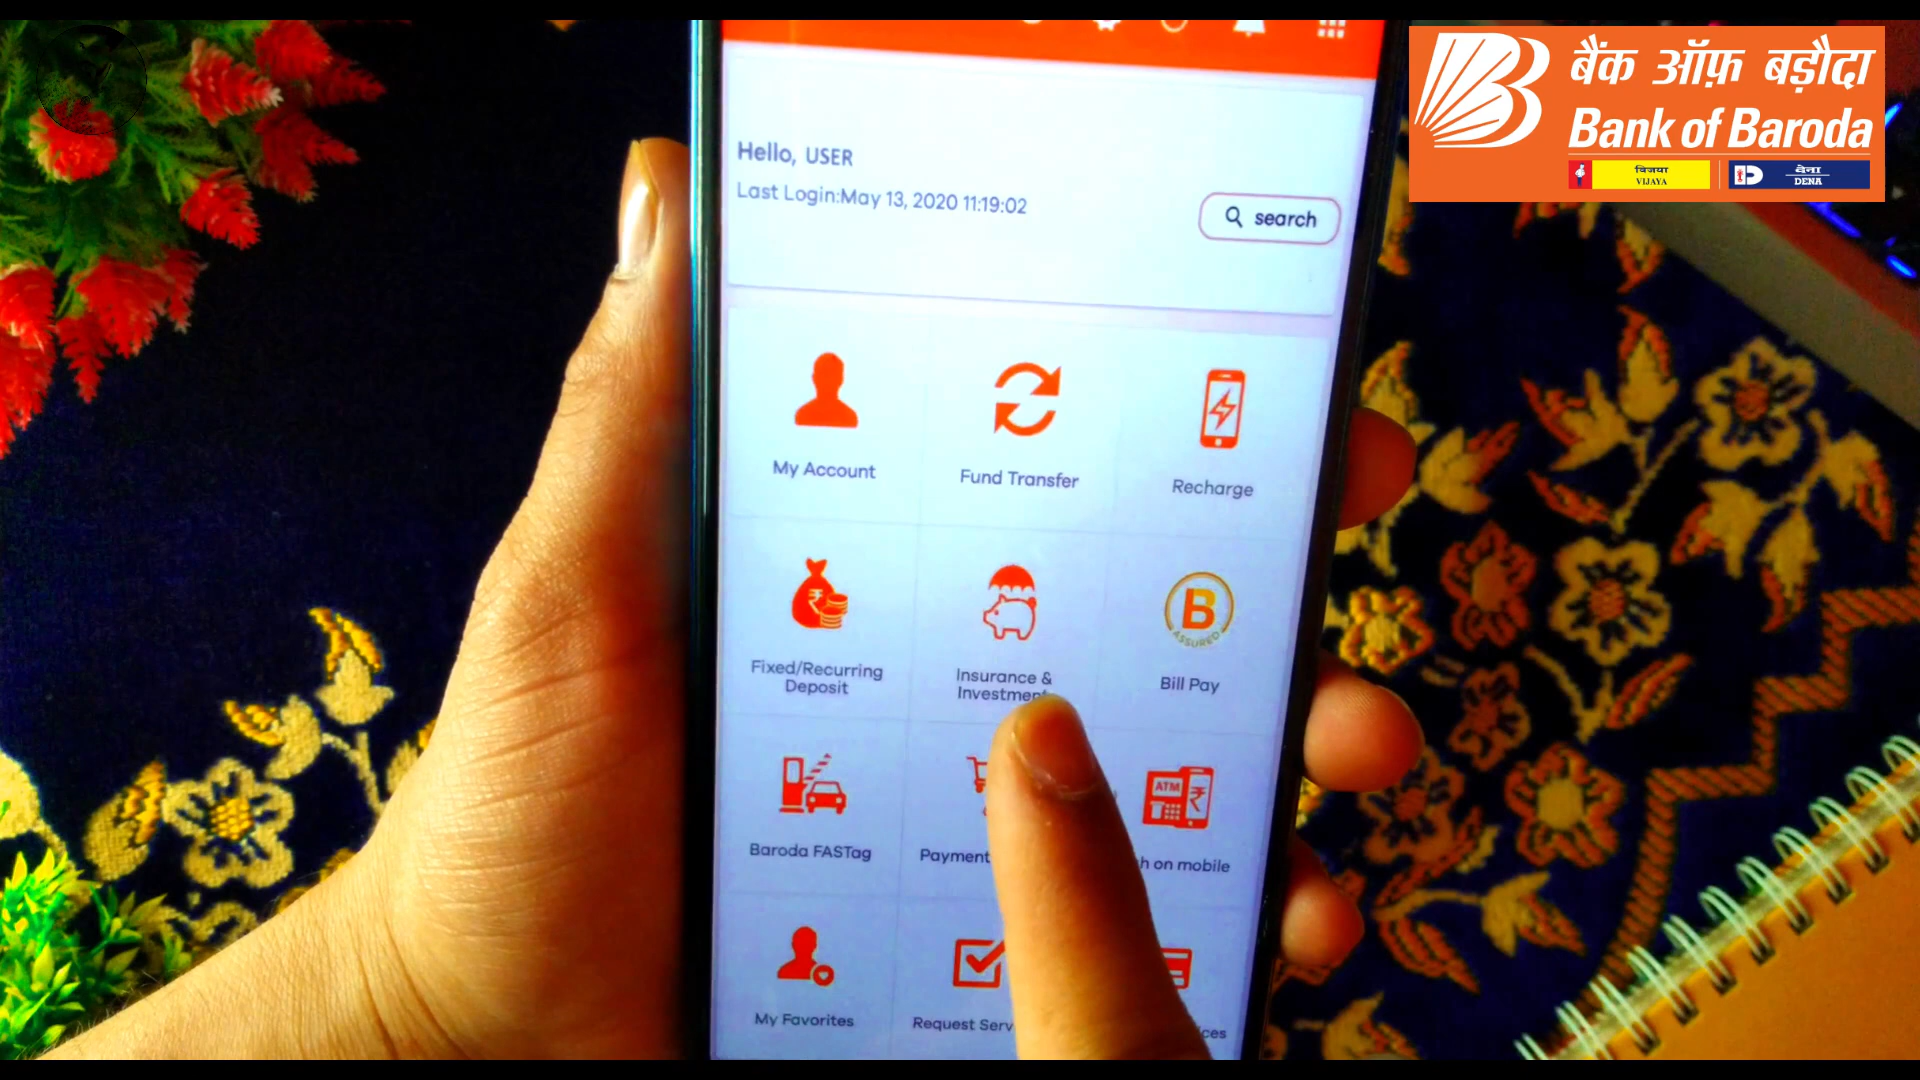 बैंक ऑफ़ बड़ौदा
Bank of Baroda
विजया
VIJAYA
देना
DENA
Hello, USER
Last Login:May 13, 2020 11:19:02
search
My Account
Fund Transfer
Recharge
Fixed/Recurring
Deposit
Insurance &
B
ASSURED
Bill Pay
ATM
Baroda FASTag
Payment
on mobile
My Favorites
Request